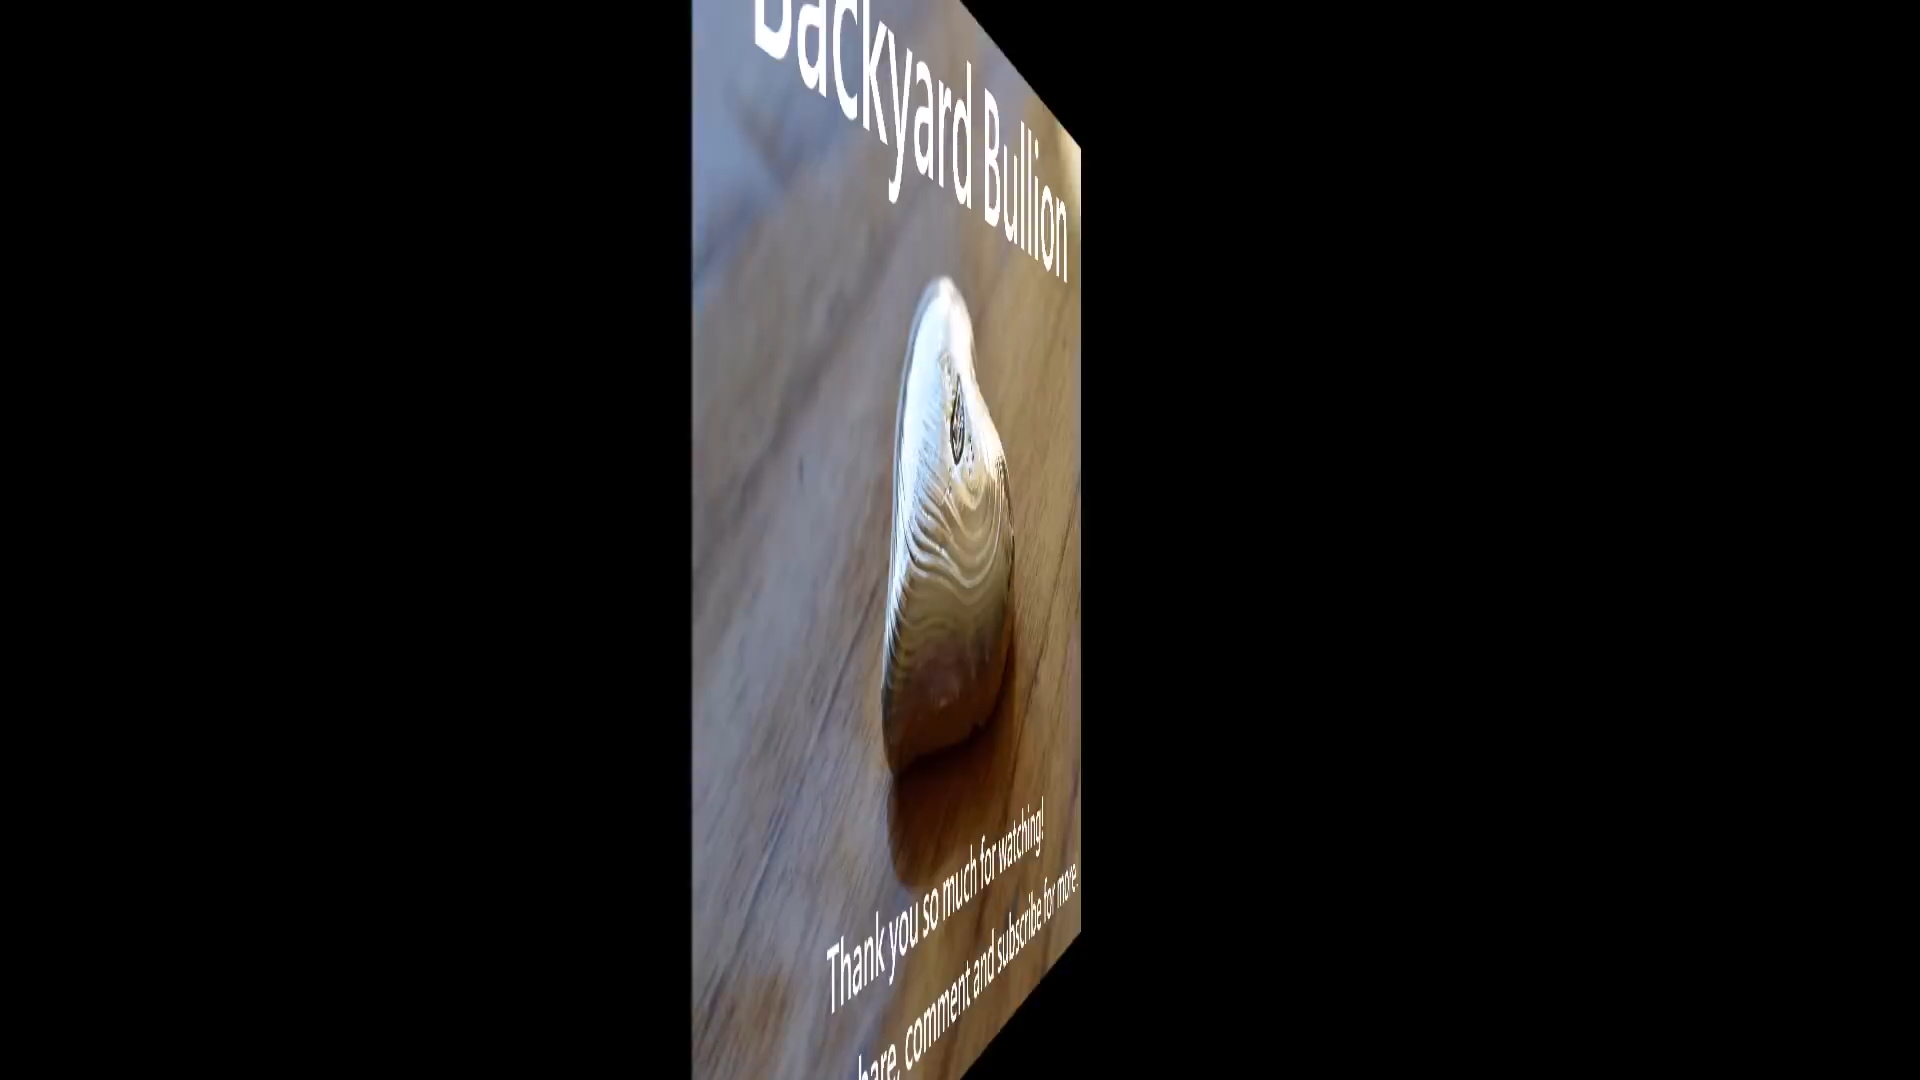 Backyard Bullion
Thank you so much for watching!
comment and subscribe for more.